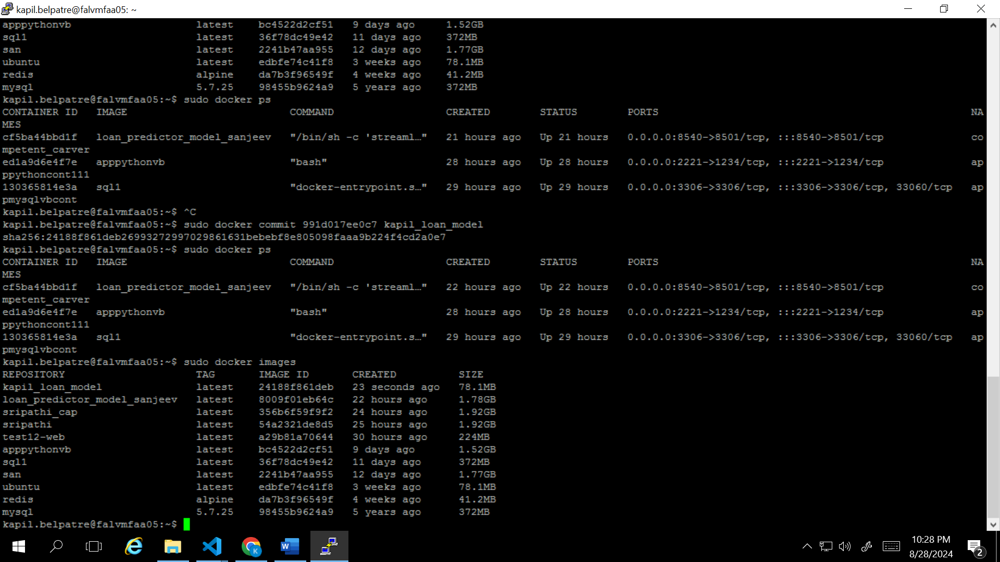 kapil.belpatre@falvmfaa05: ~
apppythonvb latest bc4522d2cf51 9 days ago 1.52GB
sql1 latest 36f78dc49e42 11 days ago 372MB
san latest 2241b47aa955 12 days ago 1.77GB
ubuntu latest edbfe74c41f8 3 weeks ago 78.1MB
redis alpine da7b3f96549f 4 weeks ago 41.2MB
mysql 5.7.25 98455b9624a9 5 years ago 372MB
kapil.belpatre@falvmfaa05:~$ sudo docker ps
CONTAINER ID IMAGE COMMAND CREATED STATUS PORTS NA
MES
cf5ba44bbd1f loan_predictor_model_sanjeev "/bin/sh -c 'streaml…" 21 hours ago Up 21 hours 0.0.0.0:8540->8501/tcp, :::8540->8501/tcp co
mpetent_carver
ed1a9d6e4f7e apppythonvb "bash" 28 hours ago Up 28 hours 0.0.0.0:2221->1234/tcp, :::2221->1234/tcp ap
ppythoncont111
130365814e3a sql1 "docker-entrypoint.s…" 29 hours ago Up 29 hours 0.0.0.0:3306->3306/tcp, :::3306->3306/tcp, 33060/tcp ap
pmysqlvbcont
kapil.belpatre@falvmfaa05:~$ ^C
kapil.belpatre@falvmfaa05:~$ sudo docker commit 991d017ee0c7 kapil_loan_model
sha256:24188f861deb26993272997029861631bebebf8e805098faaa9b224f4cd2a0e7
kapil.belpatre@falvmfaa05:~$ sudo docker ps
CONTAINER ID IMAGE COMMAND CREATED STATUS PORTS NA
MES
cf5ba44bbd1f loan_predictor_model_sanjeev "/bin/sh -c 'streaml…" 22 hours ago Up 22 hours 0.0.0.0:8540->8501/tcp, :::8540->8501/tcp co
mpetent_carver
ed1a9d6e4f7e apppythonvb "bash" 28 hours ago Up 28 hours 0.0.0.0:2221->1234/tcp, :::2221->1234/tcp ap
ppythoncont111
130365814e3a sql1 "docker-entrypoint.s…" 29 hours ago Up 29 hours 0.0.0.0:3306->3306/tcp, :::3306->3306/tcp, 33060/tcp ap
pmysqlvbcont
kapil.belpatre@falvmfaa05:~$ sudo docker images
REPOSITORY TAG IMAGE ID CREATED SIZE
kapil_loan_model latest 24188f861deb 23 seconds ago 78.1MB
loan_predictor_model_sanjeev latest 8009f01eb64c 22 hours ago 1.78GB
sripathi_cap latest 356b6f59f9f2 24 hours ago 1.92GB
sripathi latest 54a2321de8d5 25 hours ago 1.92GB
test12-web latest a29b81a70644 30 hours ago 224MB
apppythonvb latest bc4522d2cf51 9 days ago 1.52GB
sql1 latest 36f78dc49e42 11 days ago 372MB
san latest 2241b47aa955 12 days ago 1.77GB
ubuntu latest edbfe74c41f8 3 weeks ago 78.1MB
redis alpine da7b3f96549f 4 weeks ago 41.2MB
mysql 5.7.25 98455b9624a9 5 years ago 372MB
kapil.belpatre@falvmfaa05:~$
K
W
10:28 PM
8/28/2024
2